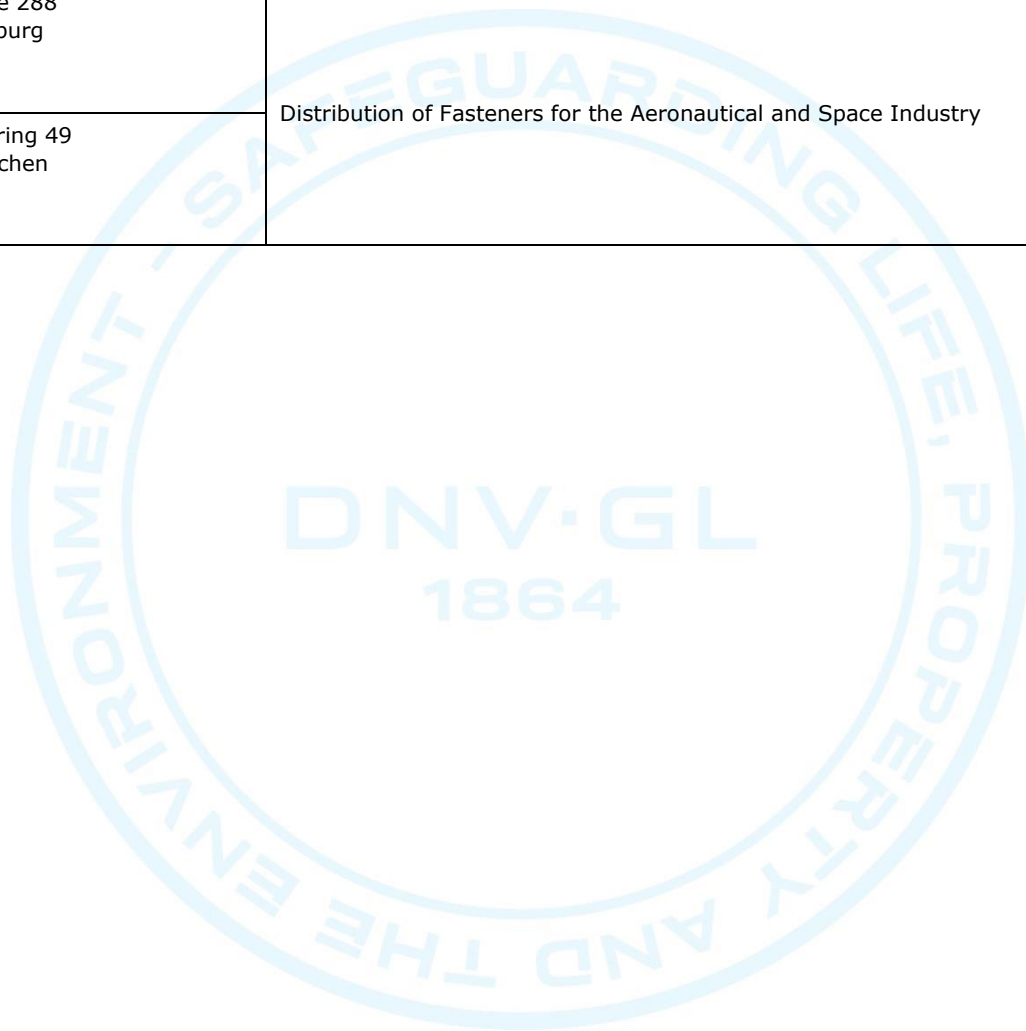 e 288
burg
Distribution of Fasteners for the Aeronautical and Space Industry
ring 49
chen
SAFEGUARDING LIFE, PROPERTY AND THE ENVIRONMENT -
DNV·GL
1864